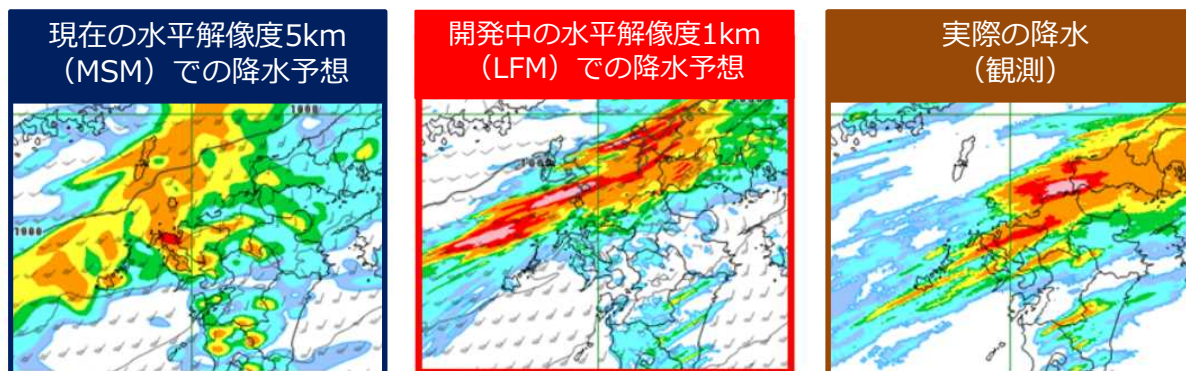 現在の水平解像度5km
（MSM）での降水予想
開発中の水平解像度1km
（LFM）での降水予想
実際の降水
（観測）
1000
1000